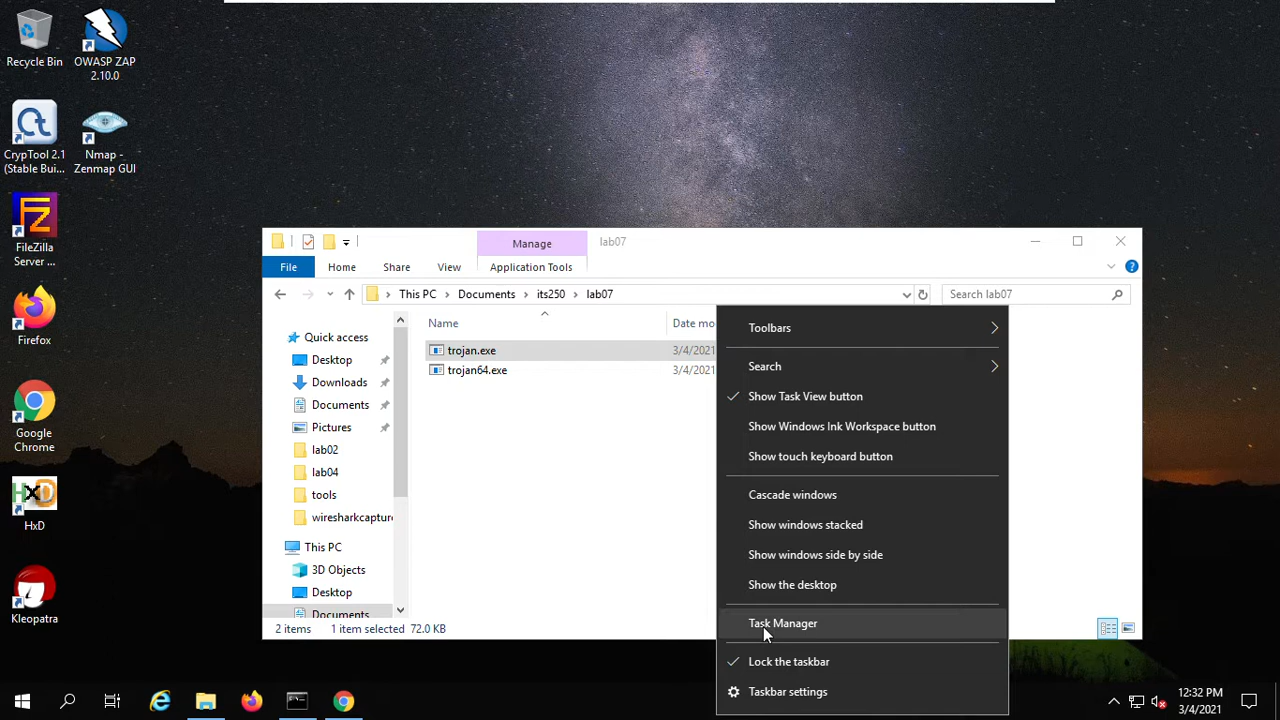 Recycle Bin
OWASP ZAP
2.10.0
CrypTool 2.1
(Stable Bui...
Nmap -
Zenmap GUI
FileZilla
Server ...
Firefox
Google
Chrome
HxD
Kleopatra
Manage
lab07
File
Home
Share
View
Application Tools
This PC
Documents
its250
lab07
Search lab07
Name
Date mo
Quick access
Desktop
Downloads
Documents
Pictures
lab02
lab04
tools
wiresharkcapture
This PC
3D Objects
Desktop
Documents
trojan.exe
3/4/2021
trojan64.exe
3/4/2021
2 items
1 item selected 72.0 KB
Toolbars
Search
Show Task View button
Show Windows Ink Workspace button
Show touch keyboard button
Cascade windows
Show windows stacked
Show windows side by side
Show the desktop
Task Manager
Lock the taskbar
Taskbar settings
12:32 PM
3/4/2021